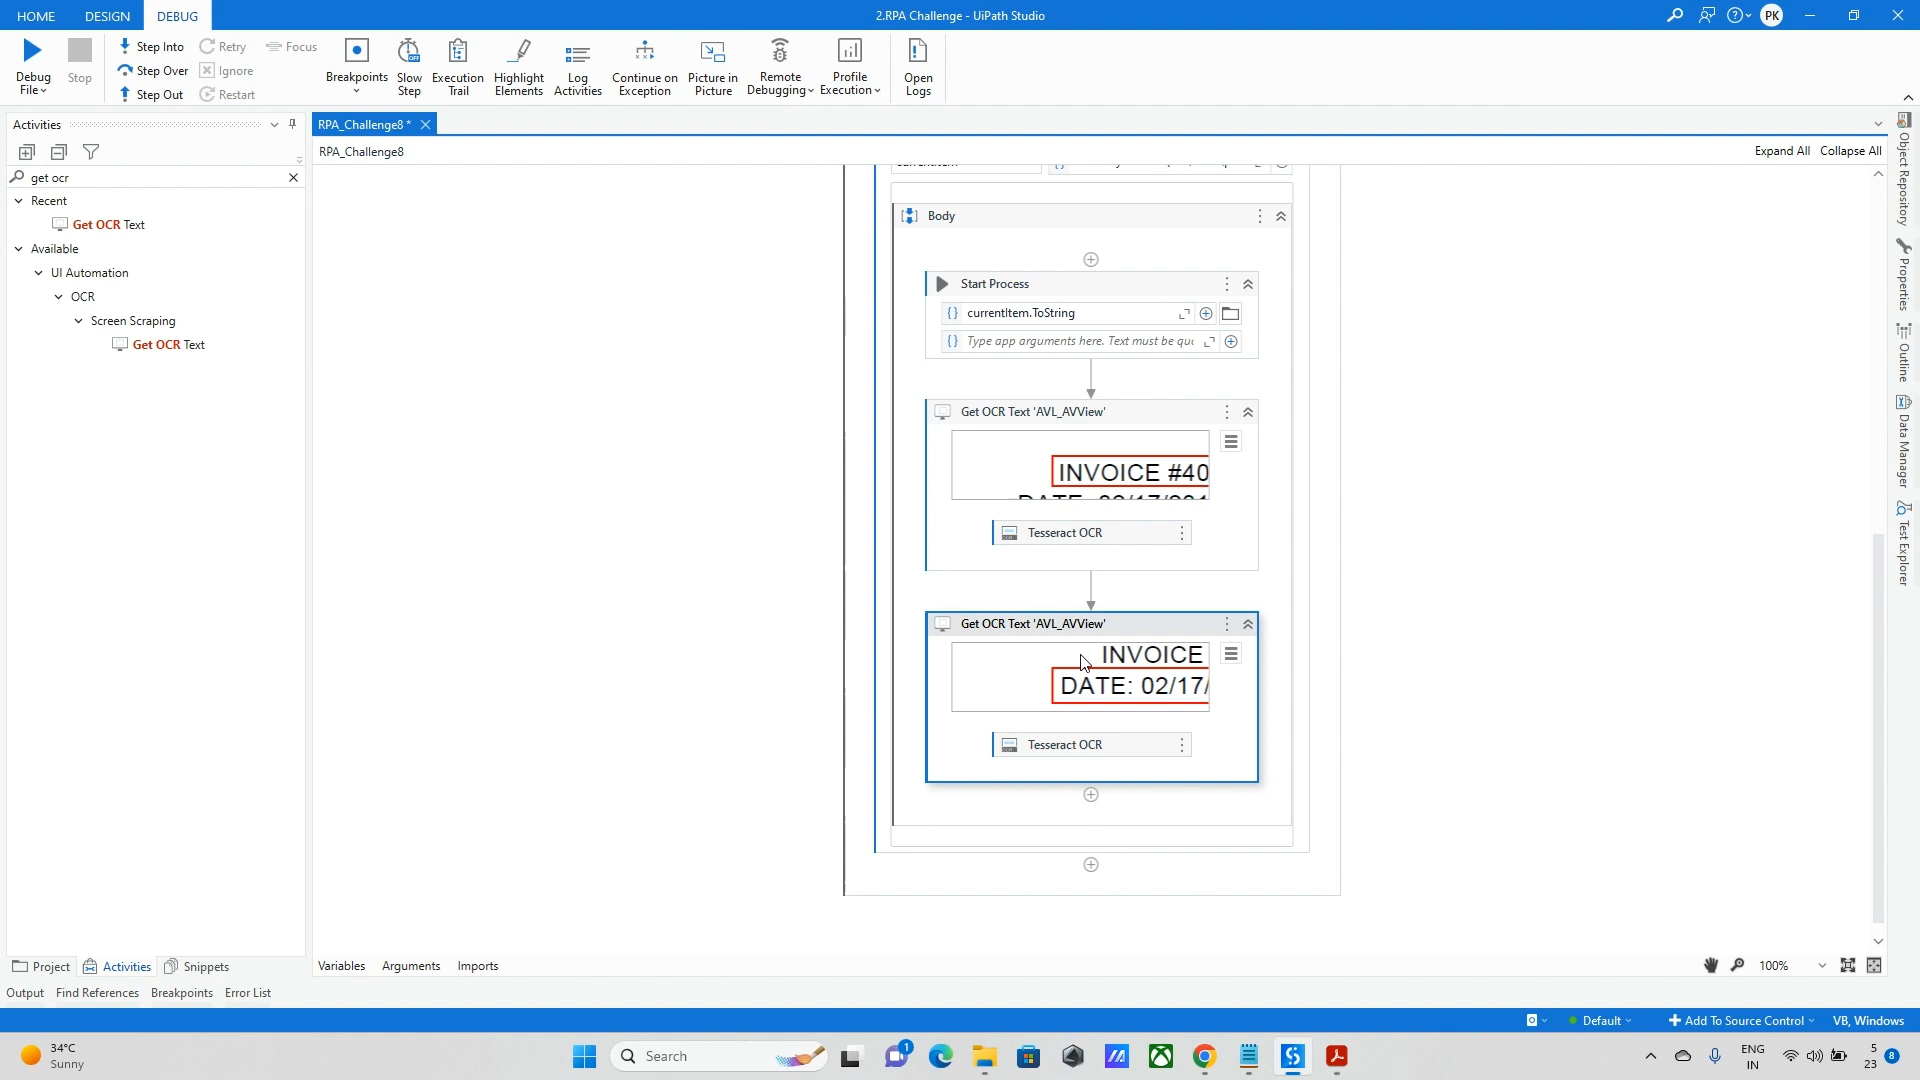 HOME DESIGN DEBUG
2.RPA Challenge - UiPath Studio
PK
Debug File
Stop
Step Into
Step Over
Step Out
Retry
Ignore
Restart
Focus
Breakpoints
Slow Step
Execution Trail
Highlight Elements
Log Activities
Continue on Exception
Picture in Picture
Remote Debugging
Profile Execution
Open Logs
Activities
get ocr
Recent
Get OCR Text
Available
UI Automation
OCR
Screen Scraping
Get OCR Text
RPA_Challenge8 *
RPA_Challenge8
Expand All Collapse All
Body
Start Process
currentItem.ToString
Type app arguments here. Text must be quo
Get OCR Text 'AVL_AVView'
INVOICE #40
Tesseract OCR
Get OCR Text 'AVL_AVView'
INVOICE
DATE: 02/17/
Tesseract OCR
Object Repository
Properties
Outline
Data Manager
Test Explorer
Project Activities Snippets
Variables Arguments Imports
100%
Output Find References Breakpoints Error List
Default
Add To Source Control
VB, Windows
34°C
Sunny
Search
1
ENG
IN
5
23
8